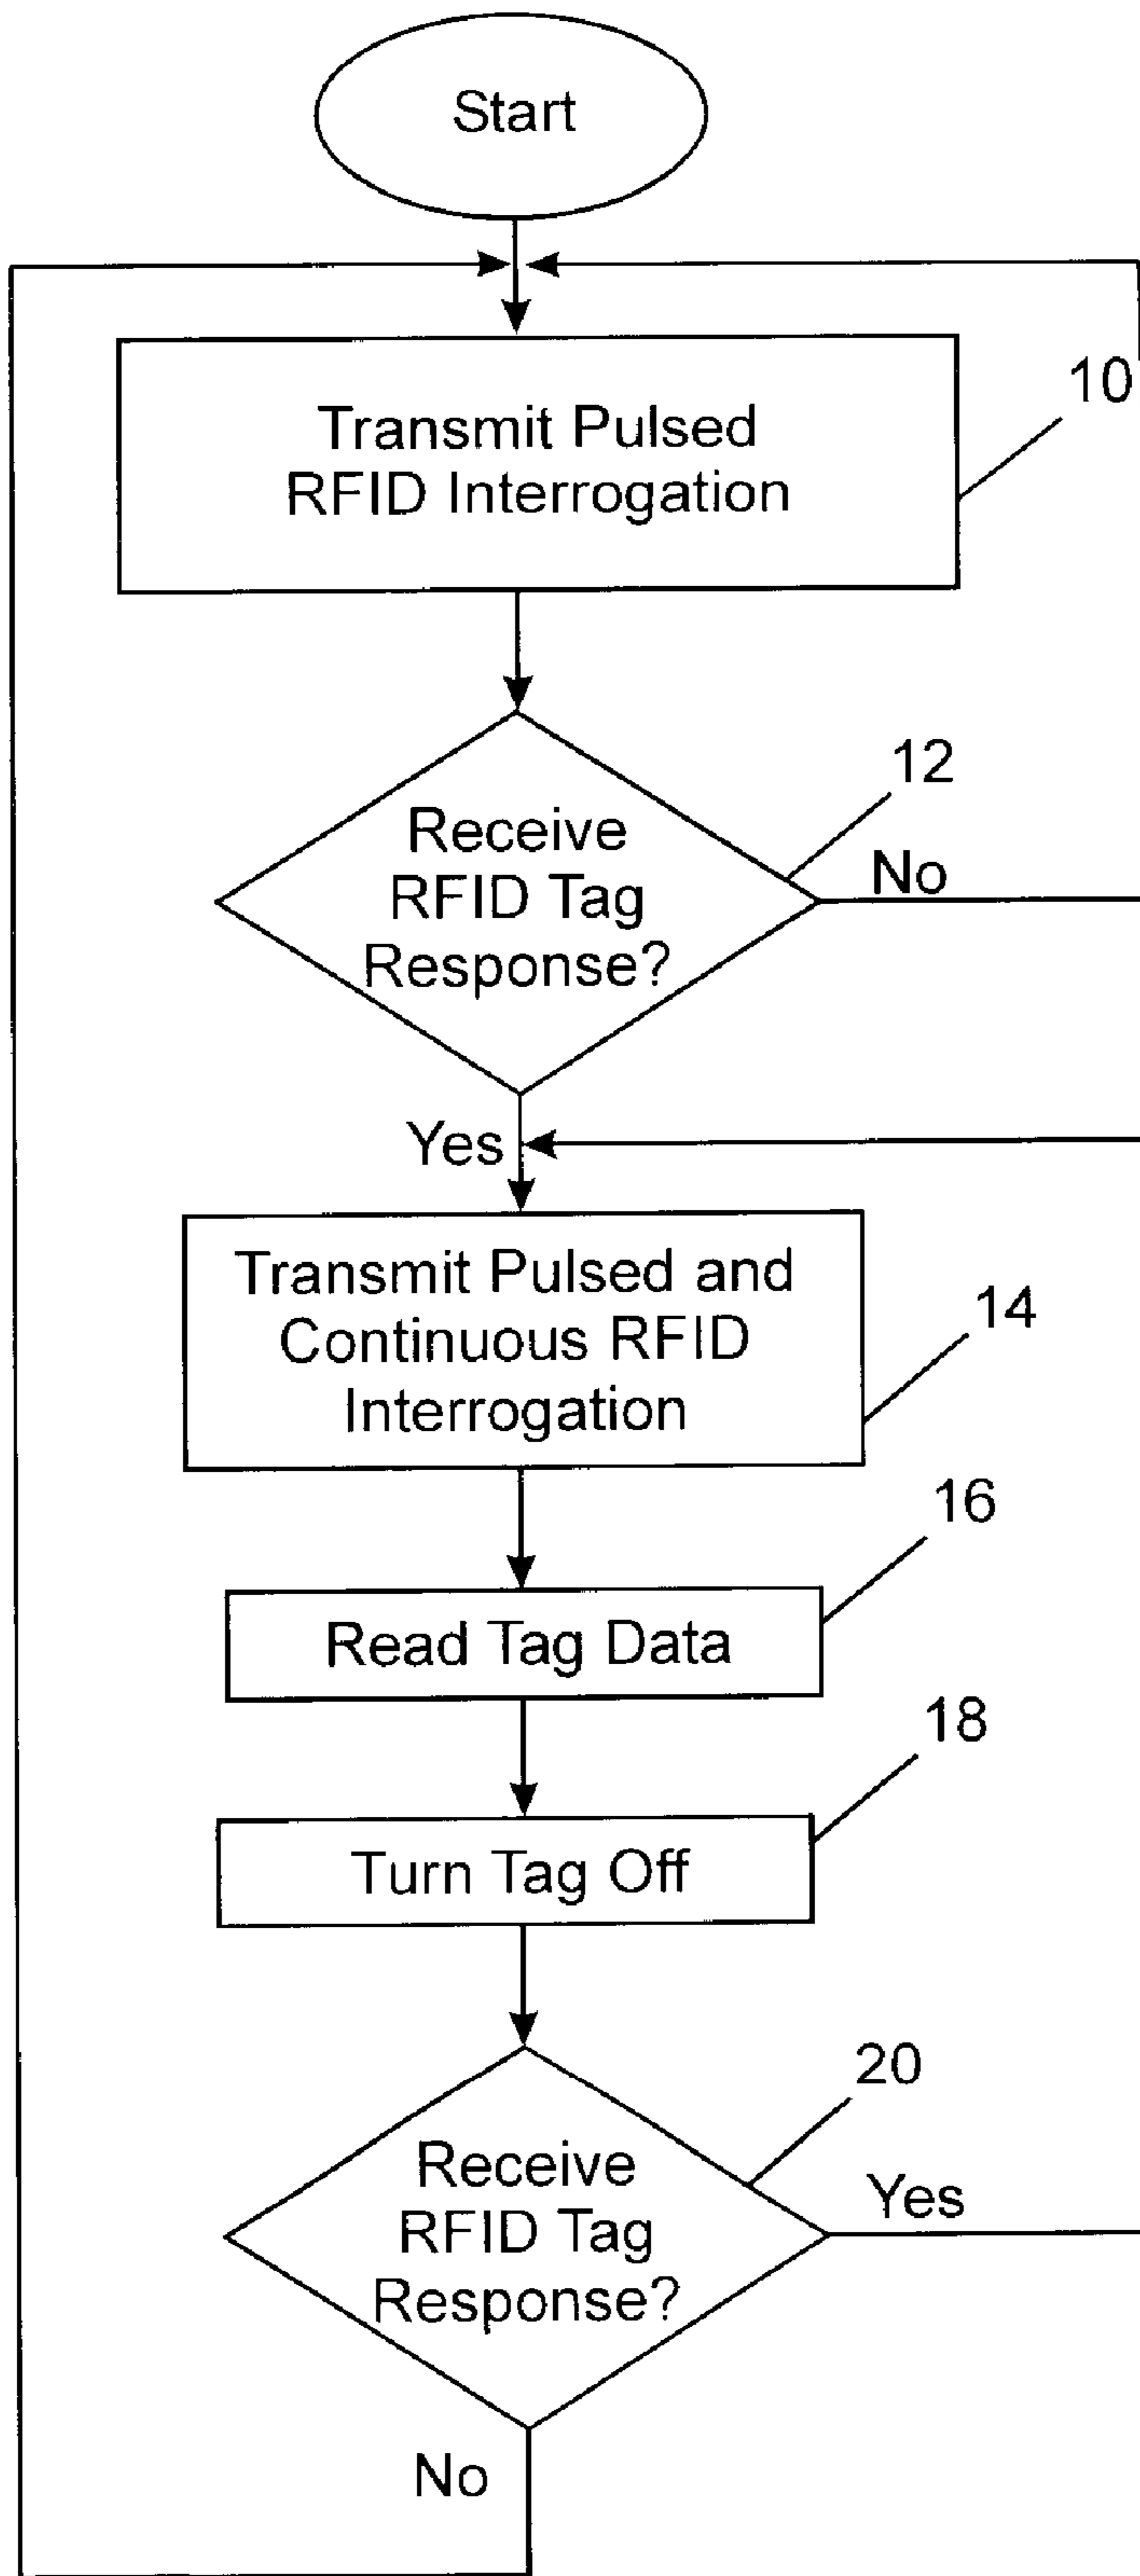 Start
10
Transmit Pulsed
RFID Interrogation
12
Receive
RFID Tag
Response?
No
Yes
Transmit Pulsed and
Continuous RFID
Interrogation
14
16
Read Tag Data
18
Turn Tag Off
20
Receive
RFID Tag
Response?
Yes
No